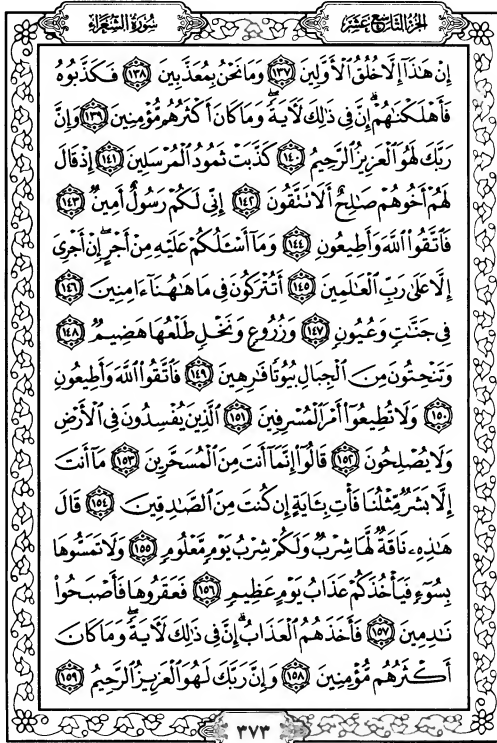 الجزء التاسع عشر
سورة الشعراء
إِنْ هَٰذَآ إِلَّا خُلُقُ ٱلْأَوَّلِينَ ١٣٧ وَمَا نَحْنُ بِمُعَذَّبِينَ ١٣٨ فَكَذَّبُوهُ
فَأَهْلَكْنَٰهُمْ ۗ إِنَّ فِى ذَٰلِكَ لَءَايَةً ۖ وَمَا كَانَ أَكْثَرُهُم مُّؤْمِنِينَ ١٣٩ وَإِنَّ
رَبَّكَ لَهُوَ ٱلْعَزِيزُ ٱلرَّحِيمُ ١٤٠ كَذَّبَتْ ثَمُودُ ٱلْمُرْسَلِينَ ١٤١ إِذْ قَالَ
لَهُمْ أَخُوهُمْ صَٰلِحٌ أَلَا تَتَّقُونَ ١٤٢ إِنِّى لَكُمْ رَسُولٌ أَمِينٌ ١٤٣
فَٱتَّقُوا۟ ٱللَّهَ وَأَطِيعُونِ ١٤٤ وَمَآ أَسْـَٔلُكُمْ عَلَيْهِ مِنْ أَجْرٍ ۖ إِنْ أَجْرِىَ
إِلَّا عَلَىٰ رَبِّ ٱلْعَٰلَمِينَ ١٤٥ أَتُتْرَكُونَ فِى مَا هَٰهُنَآ ءَامِنِينَ ١٤٦
فِى جَنَّٰتٍ وَعُيُونٍ ١٤٧ وَزُرُوعٍ وَنَخْلٍ طَلْعُهَا هَضِيمٌ ١٤٨
وَتَنْحِتُونَ مِنَ ٱلْجِبَالِ بُيُوتًا فَٰرِهِينَ ١٤٩ فَٱتَّقُوا۟ ٱللَّهَ وَأَطِيعُونِ
١٥٠ وَلَا تُطِيعُوٓا۟ أَمْرَ ٱلْمُسْرِفِينَ ١٥١ ٱلَّذِينَ يُفْسِدُونَ فِى ٱلْأَرْضِ
وَلَا يُصْلِحُونَ ١٥٢ قَالُوٓا۟ إِنَّمَآ أَنتَ مِنَ ٱلْمُسَحَّرِينَ ١٥٣ مَآ أَنتَ
إِلَّا بَشَرٌ مِّثْلُنَا فَأْتِ بِـَٔايَةٍ إِن كُنتَ مِنَ ٱلصَّٰدِقِينَ ١٥٤ قَالَ
هَٰذِهِۦ نَاقَةٌ لَّهَا شِرْبٌ وَلَكُمْ شِرْبُ يَوْمٍ مَّعْلُومٍ ١٥٥ وَلَا تَمَسُّوهَا
بِسُوٓءٍ فَيَأْخُذَكُمْ عَذَابُ يَوْمٍ عَظِيمٍ ١٥٦ فَعَقَرُوهَا فَأَصْبَحُوا۟
نَٰدِمِينَ ١٥٧ فَأَخَذَهُمُ ٱلْعَذَابُ ۗ إِنَّ فِى ذَٰلِكَ لَءَايَةً ۖ وَمَا كَانَ
أَكْثَرُهُم مُّؤْمِنِينَ ١٥٨ وَإِنَّ رَبَّكَ لَهُوَ ٱلْعَزِيزُ ٱلرَّحِيمُ ١٥٩
٣٧٣